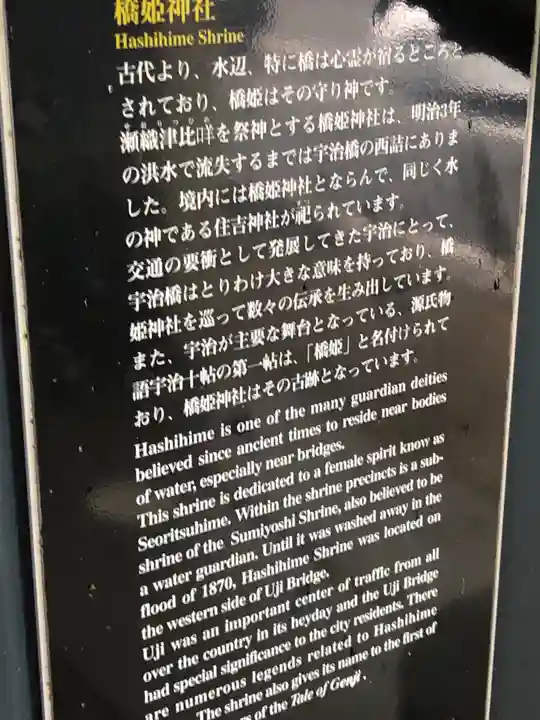 橋姫神社
Hashihime Shrine
古代より、水辺、特に橋は心霊が宿るところと
されており、橋姫はその守り神です。
瀬織津比咩を祭神とする橋姫神社は、明治3年
の洪水で流失するまでは宇治橋の西詰にありま
した。境内には橋姫神社とならんで、同じく水
の神である住吉神社が祀られています。
交通の要衝として発展してきた宇治にとって、
宇治橋はとりわけ大きな意味を持っており、橋
姫神社を巡って数々の伝承を生み出しています。
また、宇治が主要な舞台となっている、源氏物
語宇治十帖の第一帖は、「橋姫」と名付けられて
おり、橋姫神社はその古跡となっています。
Hashihime is one of the many guardian deities
believed since ancient times to reside near bodies
of water, especially near bridges.
This shrine is dedicated to a female spirit know as
Seoritsuhime. Within the shrine precincts is a sub-
shrine of the Sumiyoshi Shrine, also believed to be
a water guardian. Until it was washed away in the
flood of 1870, Hashihime Shrine was located on
the western side of Uji Bridge.
Uji was an important center of traffic from all
over the country in its heyday and the Uji Bridge
had special significance to the city residents. There
are numerous legends related to Hashihime
The shrine also gives its name to the first of
of the Tale of Genji.